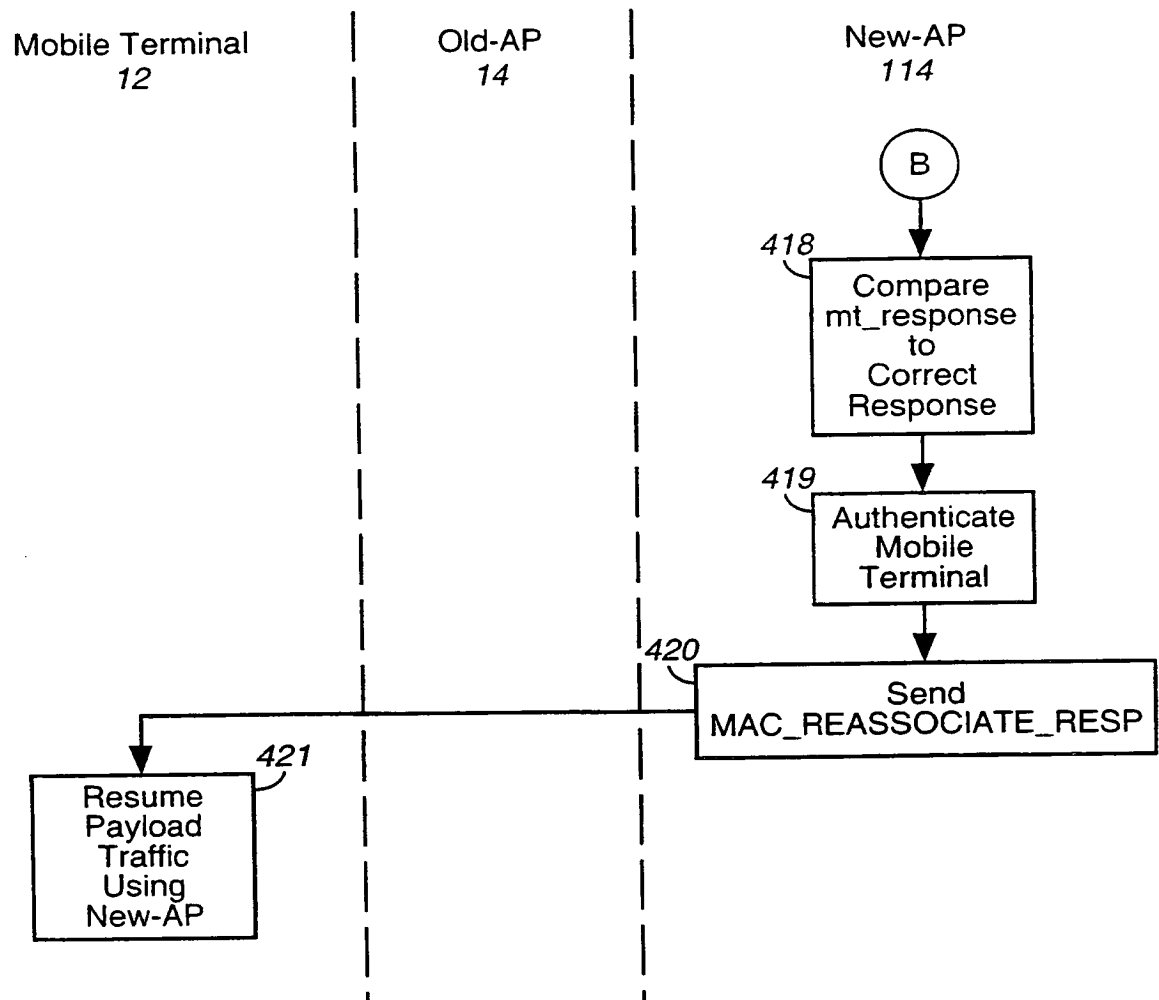 Mobile Terminal
12
Old-AP
14
New-AP
114
B
418
Compare
mt_response
to
Correct
Response
419
Authenticate
Mobile
Terminal
420
Send
MAC_REASSOCIATE_RESP
421
Resume
Payload
Traffic
Using
New-AP